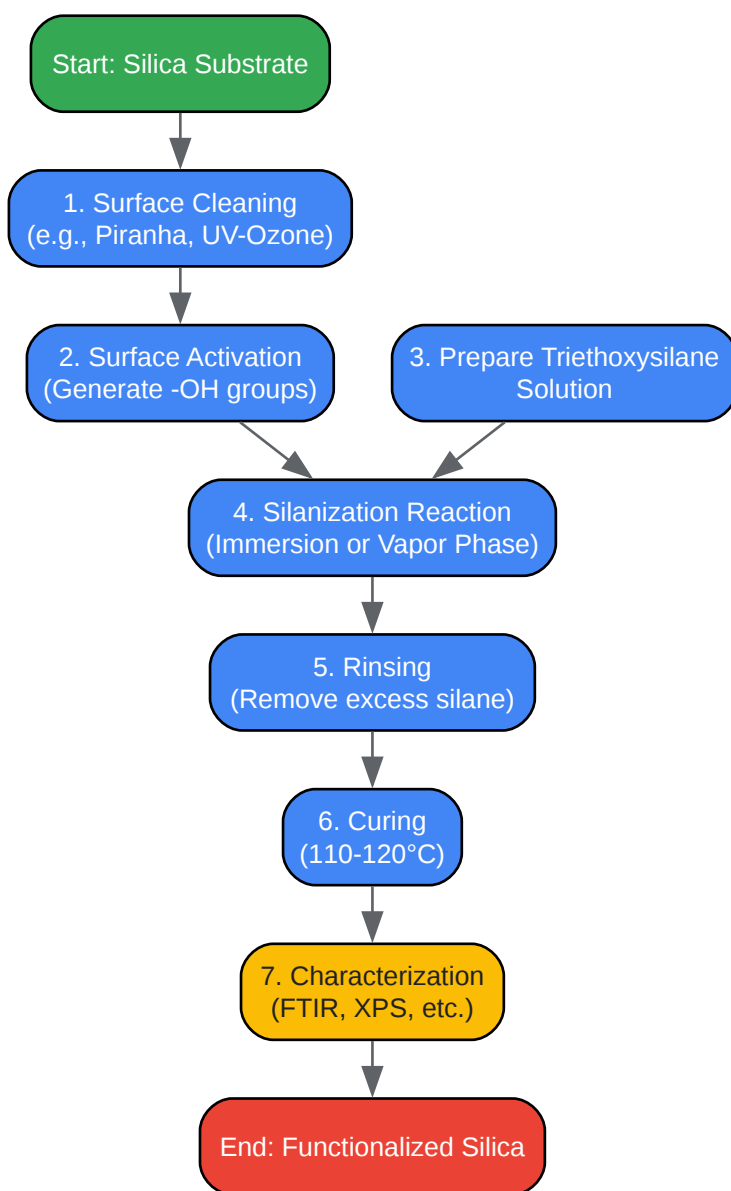 Start: Silica Substrate
1. Surface Cleaning
(e.g., Piranha, UV-Ozone)
2. Surface Activation
(Generate -OH groups)
3. Prepare Triethoxysilane
Solution
4. Silanization Reaction
(Immersion or Vapor Phase)
5. Rinsing
(Remove excess silane)
6. Curing
(110-120°C)
7. Characterization
(FTIR, XPS, etc.)
End: Functionalized Silica